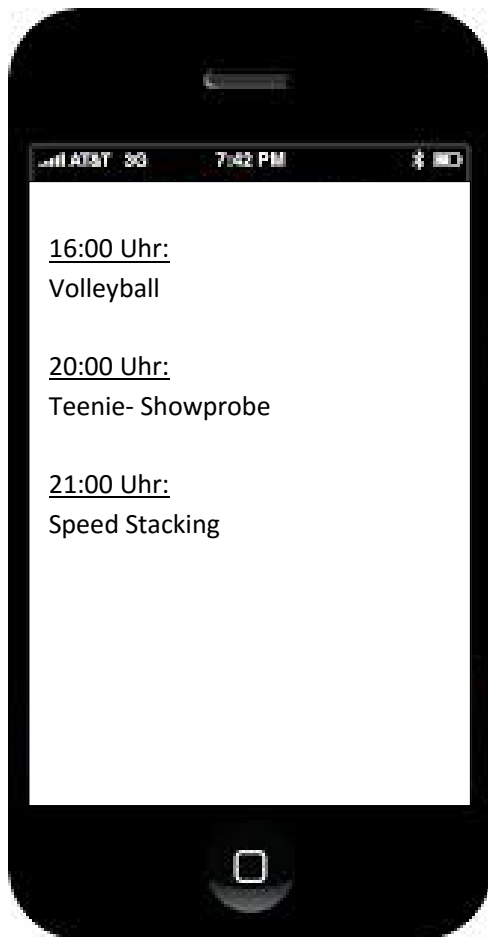 AT&T 3G 7:42 PM
16:00 Uhr:
Volleyball
20:00 Uhr:
Teenie- Showprobe
21:00 Uhr:
Speed Stacking